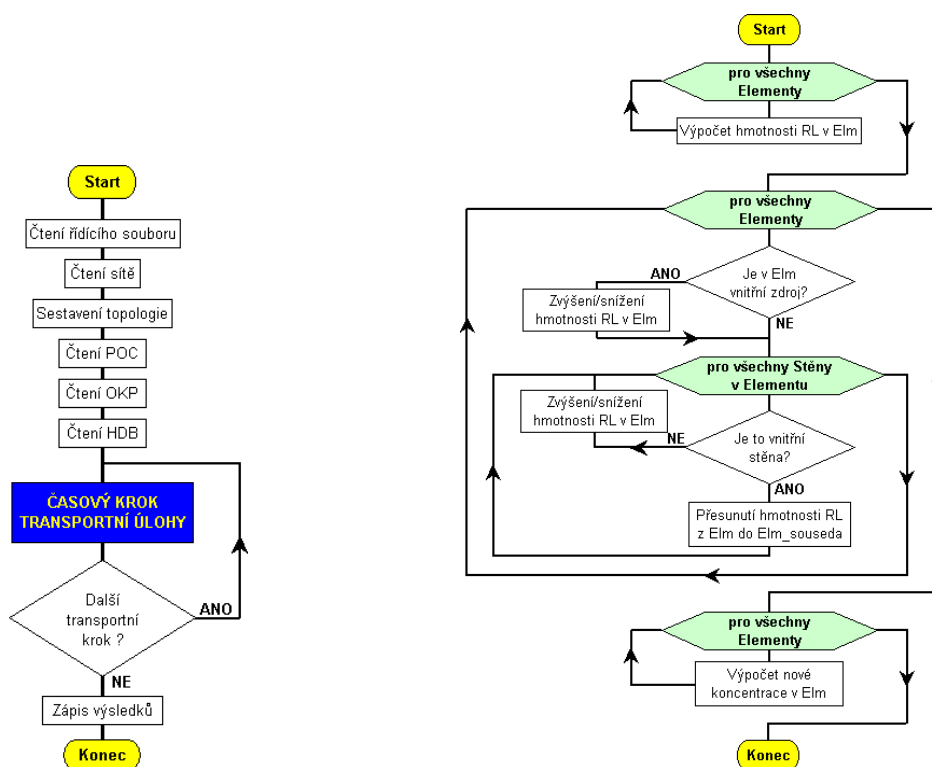 Start
Čtení řídícího souboru
Čtení sítě
Sestavení topologie
Čtení POC
Čtení OKP
Čtení HDB
ČASOVÝ KROK
TRANSPORTNÍ ÚLOHY
Další
transportní
krok ?
ANO
NE
Zápis výsledků
Konec
Start
pro všechny
Elementy
Výpočet hmotnosti RL v Elm
pro všechny
Elementy
Je v Elm
vnitřní zdroj?
ANO
Zvýšení/snížení
hmotnosti RL v Elm
NE
pro všechny Stěny
v Elementu
Zvýšení/snížení
hmotnosti RL v Elm
NE
Je to vnitřní
stěna?
ANO
Přesunutí hmotnosti RL
z Elm do Elm_souseda
pro všechny
Elementy
Výpočet nové
koncentrace v Elm
Konec